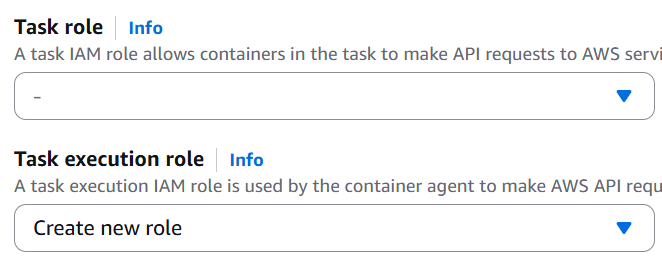 Task role Info
A task IAM role allows containers in the task to make API requests to AWS servi
-
Task execution role Info
A task execution IAM role is used by the container agent to make AWS API requ
Create new role